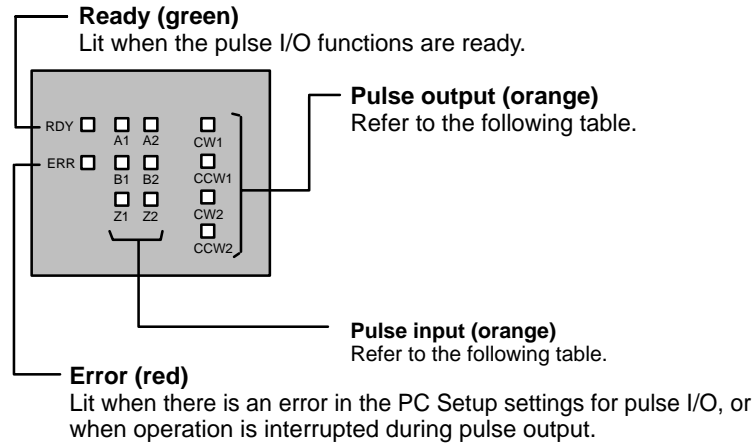 Ready (green)
Lit when the pulse I/O functions are ready.
Pulse output (orange)
Refer to the following table.
RDY A1 A2 CW1
ERR B1 B2 CCW1
Z1 Z2 CW2
CCW2
Pulse input (orange)
Refer to the following table.
Error (red)
Lit when there is an error in the PC Setup settings for pulse I/O, or
when operation is interrupted during pulse output.